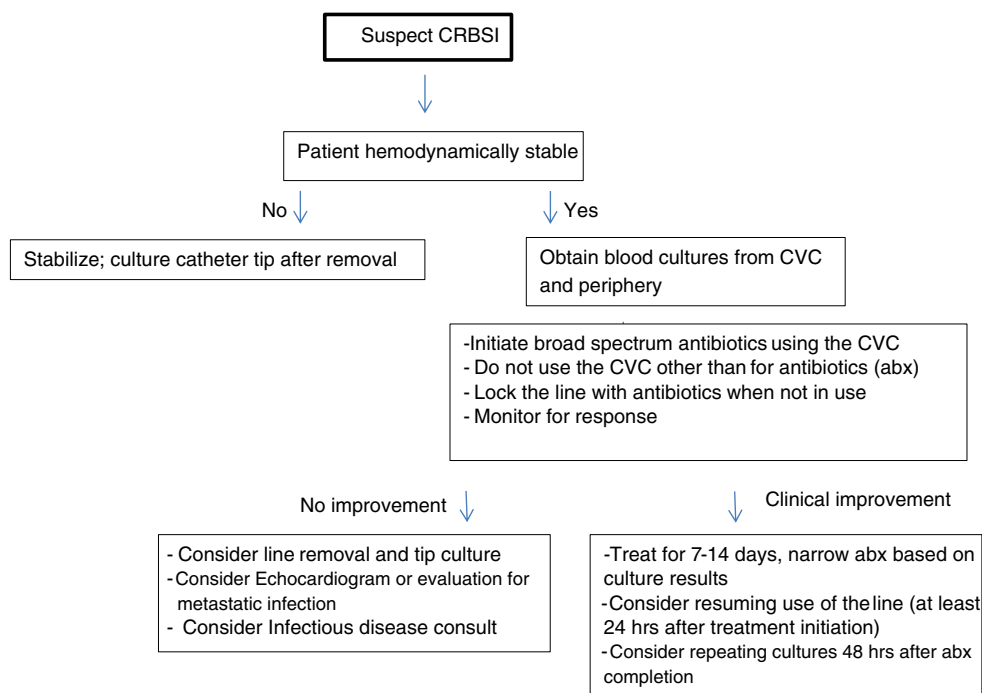 Suspect CRBSI
Patient hemodynamically stable
No
Yes
Stabilize; culture catheter tip after removal
Obtain blood cultures from CVC
and periphery
-Initiate broad spectrum antibiotics using the CVC
- Do not use the CVC other than for antibiotics (abx)
- Lock the line with antibiotics when not in use
- Monitor for response
No improvement
Clinical improvement
- Consider line removal and tip culture
- Consider Echocardiogram or evaluation for
metastatic infection
- Consider Infectious disease consult
-Treat for 7-14 days, narrow abx based on
culture results
-Consider resuming use of the line (at least
24 hrs after treatment initiation)
-Consider repeating cultures 48 hrs after abx
completion